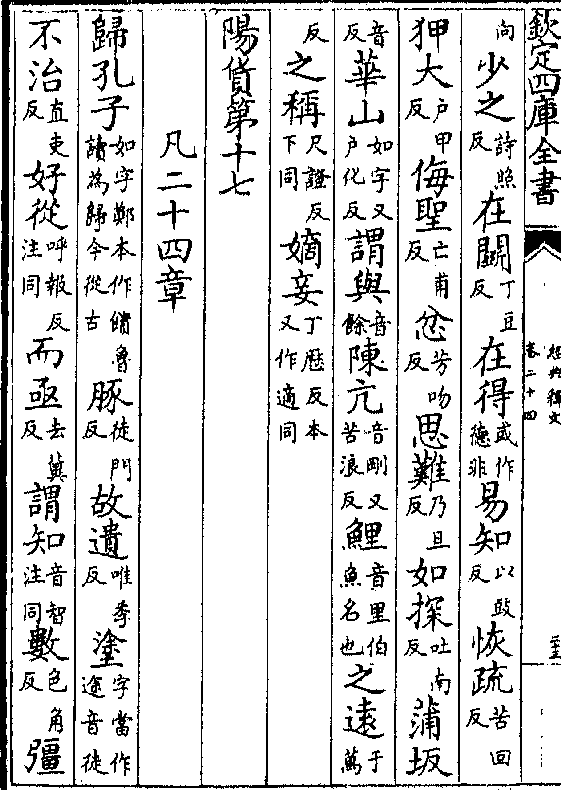 欽定四庫全書
經典釋文
卷二十四
向少之詩照反在鬬丁豆反在得或作德非易知以豉反恢疏苦回反
狎大戶甲反侮聖亡甫反忿芳吻反思難乃旦反如探吐南反蒲坂
音反華山如字又戶化反謂與音餘陳亢音剛又苦浪反鯉音里伯魚名也之遠于萬
反之稱尺證反下同嫡妾丁歷反本又作適同
陽貨第十七
凡二十四章
歸孔子如字鄭本作饋魯讀為歸今從古豚徒門反故遺唯季反塗字當作途音徒
不治直吏反好從呼報反注同而亟去冀反謂知音智注同數色角反彊